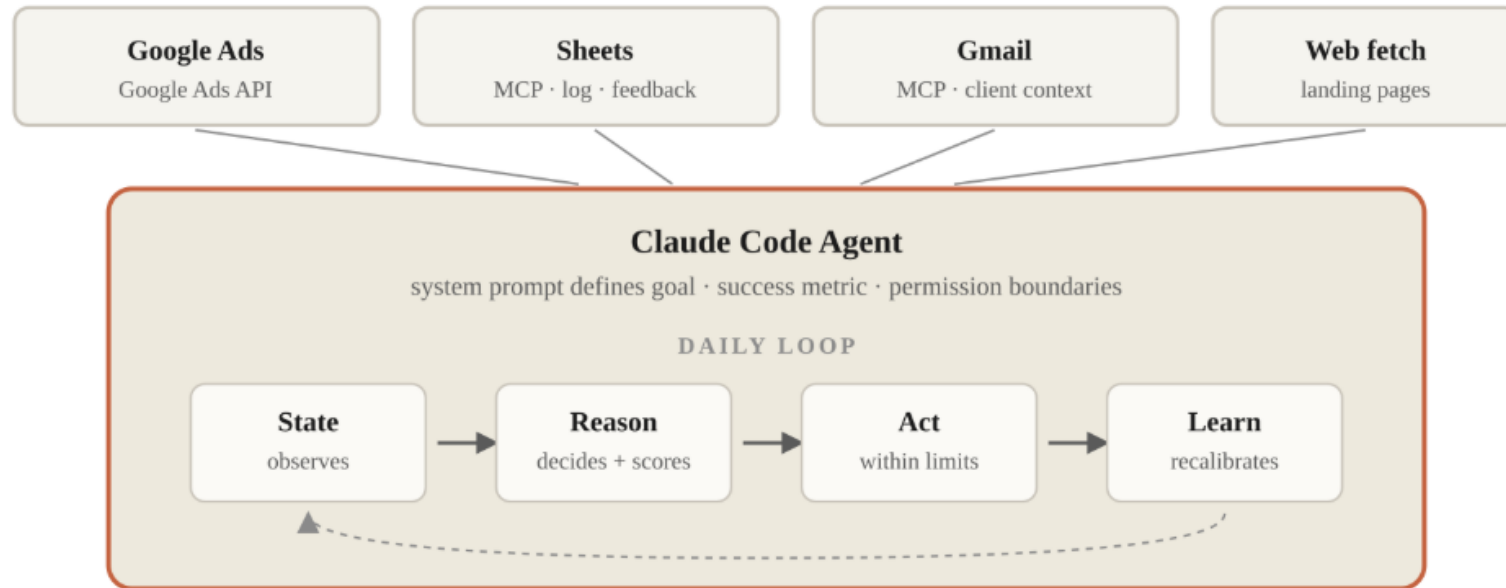 Google Ads
Google Ads API
Sheets
MCP · log · feedback
Gmail
MCP · client context
Web fetch
landing pages
Claude Code Agent
system prompt defines goal · success metric · permission boundaries
DAILY LOOP
State
observes
Reason
decides + scores
Act
within limits
Learn
recalibrates